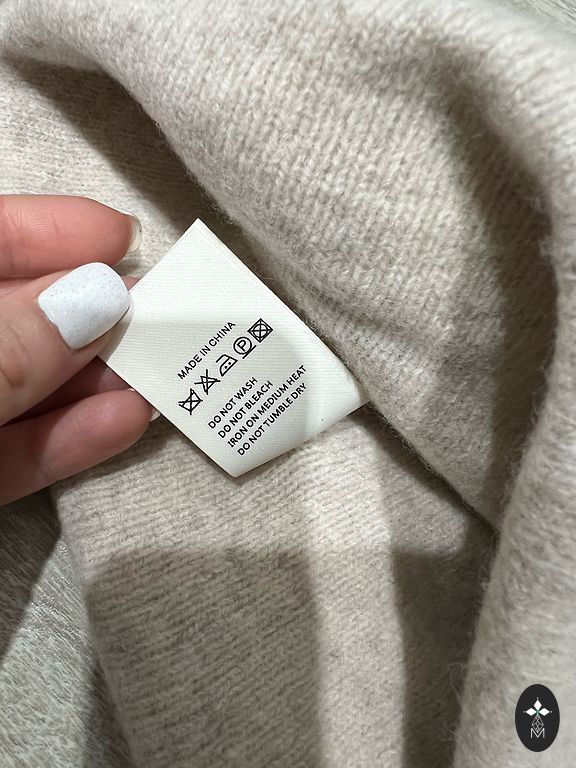 MADE IN CHINA
P
DO NOT WASH
DO NOT BLEACH
IRON ON MEDIUM HEAT
DO NOT TUMBLE DRY
M